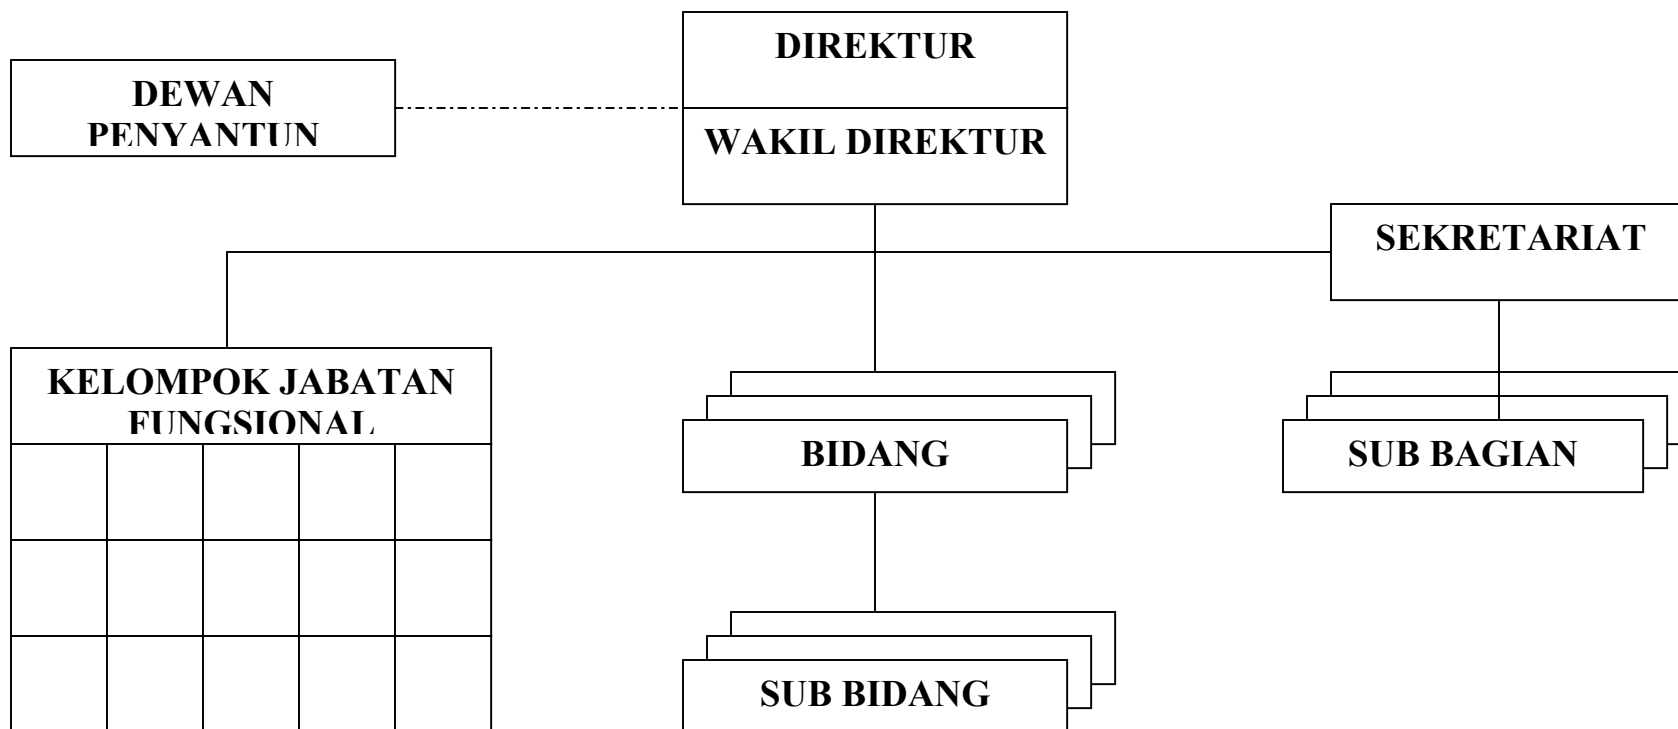 DIREKTUR
DEWAN
PENYANTUN
WAKIL DIREKTUR
SEKRETARIAT
KELOMPOK JABATAN
FUNGSIONAL
BIDANG
SUB BAGIAN
SUB BIDANG